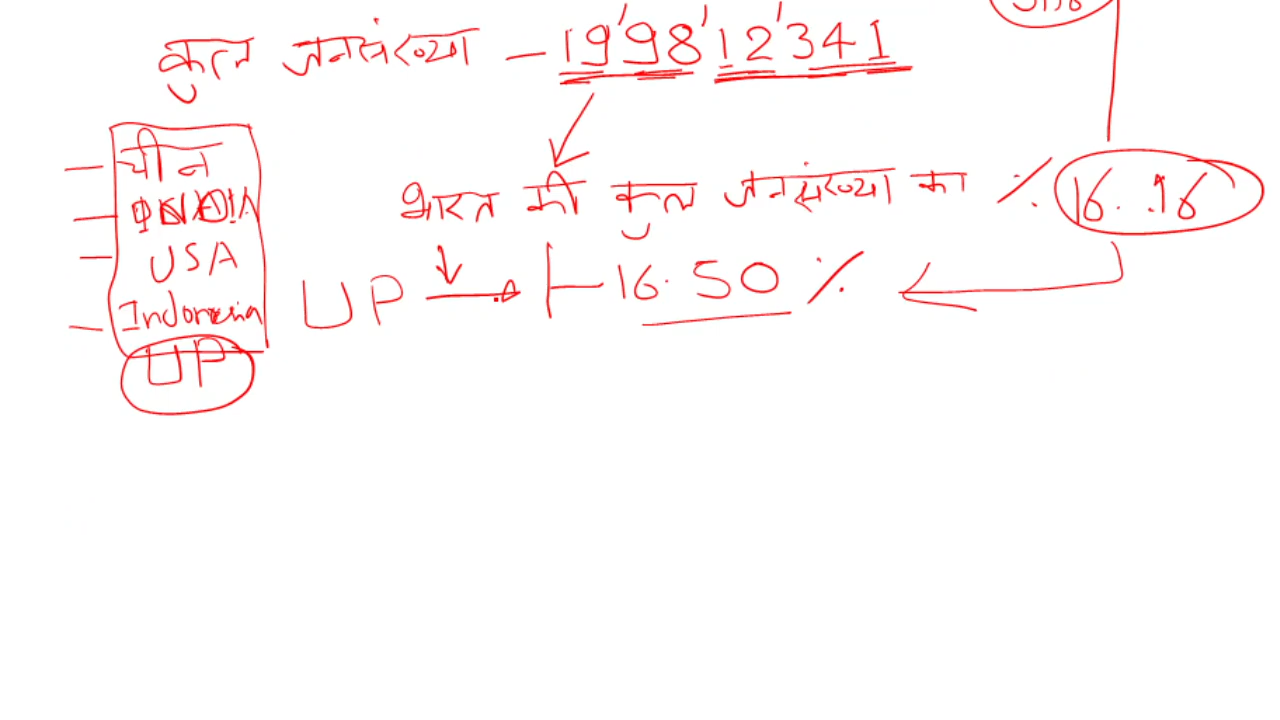 कुल जनसंख्या – 19'98'12'341
चीन
INDIA
भारत की कुल जनसंख्या का % 16.16
USA
UP → 16.50 %
Indonesia
UP